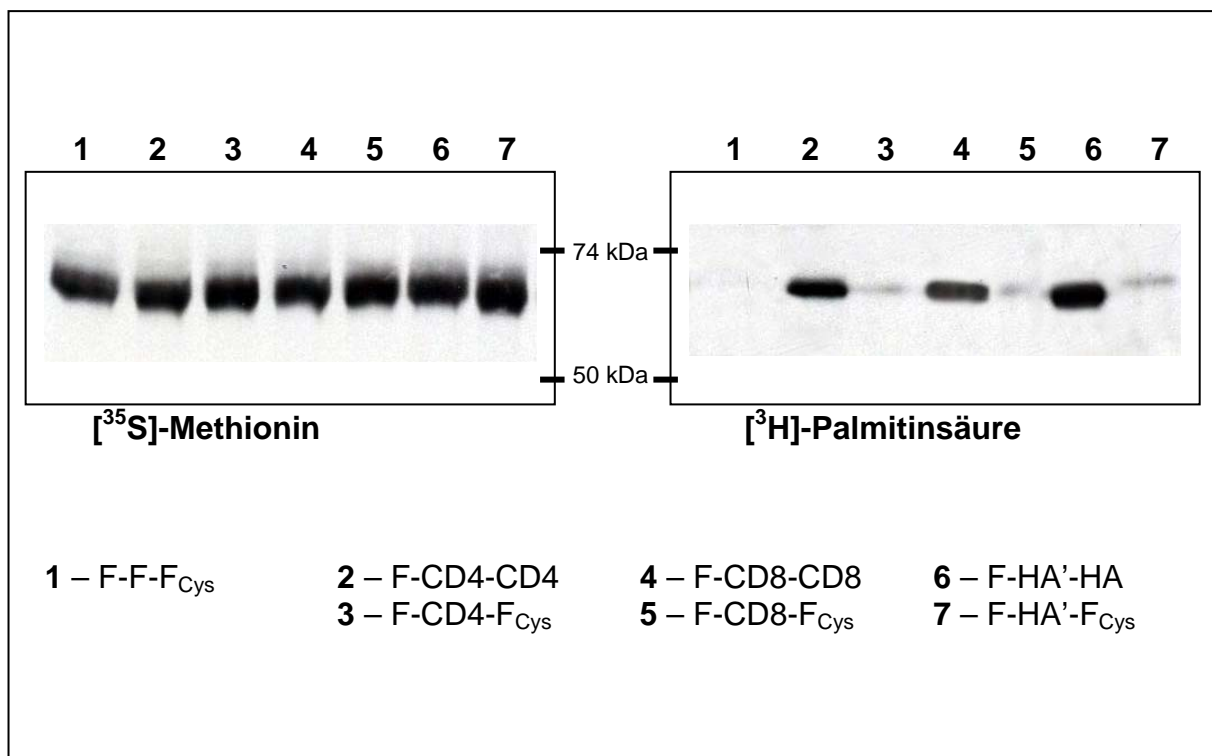 1 2 3 4 5 6 7 1 2 3 4 5 6 7
74 kDa
50 kDa
[³⁵S]-Methionin [³H]-Palmitinsäure
1 – F-F-FCys 2 – F-CD4-CD4 4 – F-CD8-CD8 6 – F-HA’-HA
3 – F-CD4-FCys 5 – F-CD8-FCys 7 – F-HA’-FCys